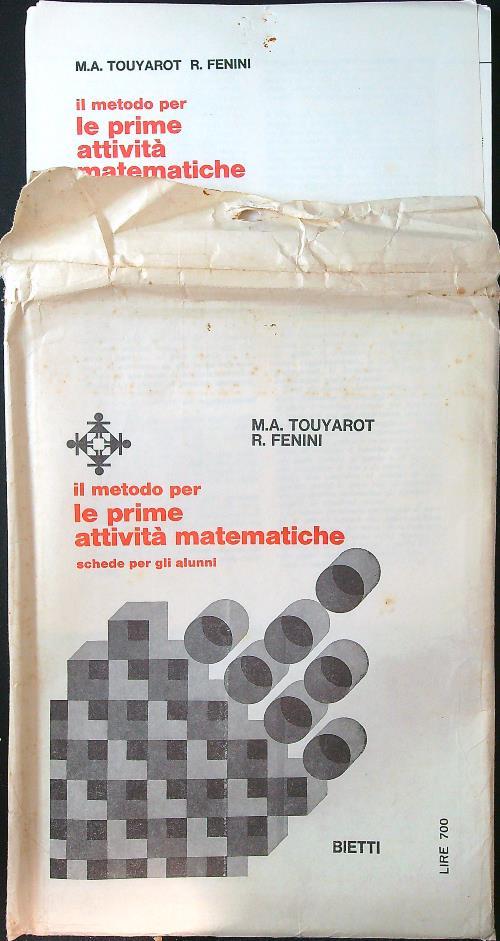 M.A. TOUYAROT R. FENINI
il metodo per
le prime
attività
matematiche
M.A. TOUYAROT
R. FENINI
il metodo per
le prime
attività matematiche
schede per gli alunni
BIETTI
LIRE 700